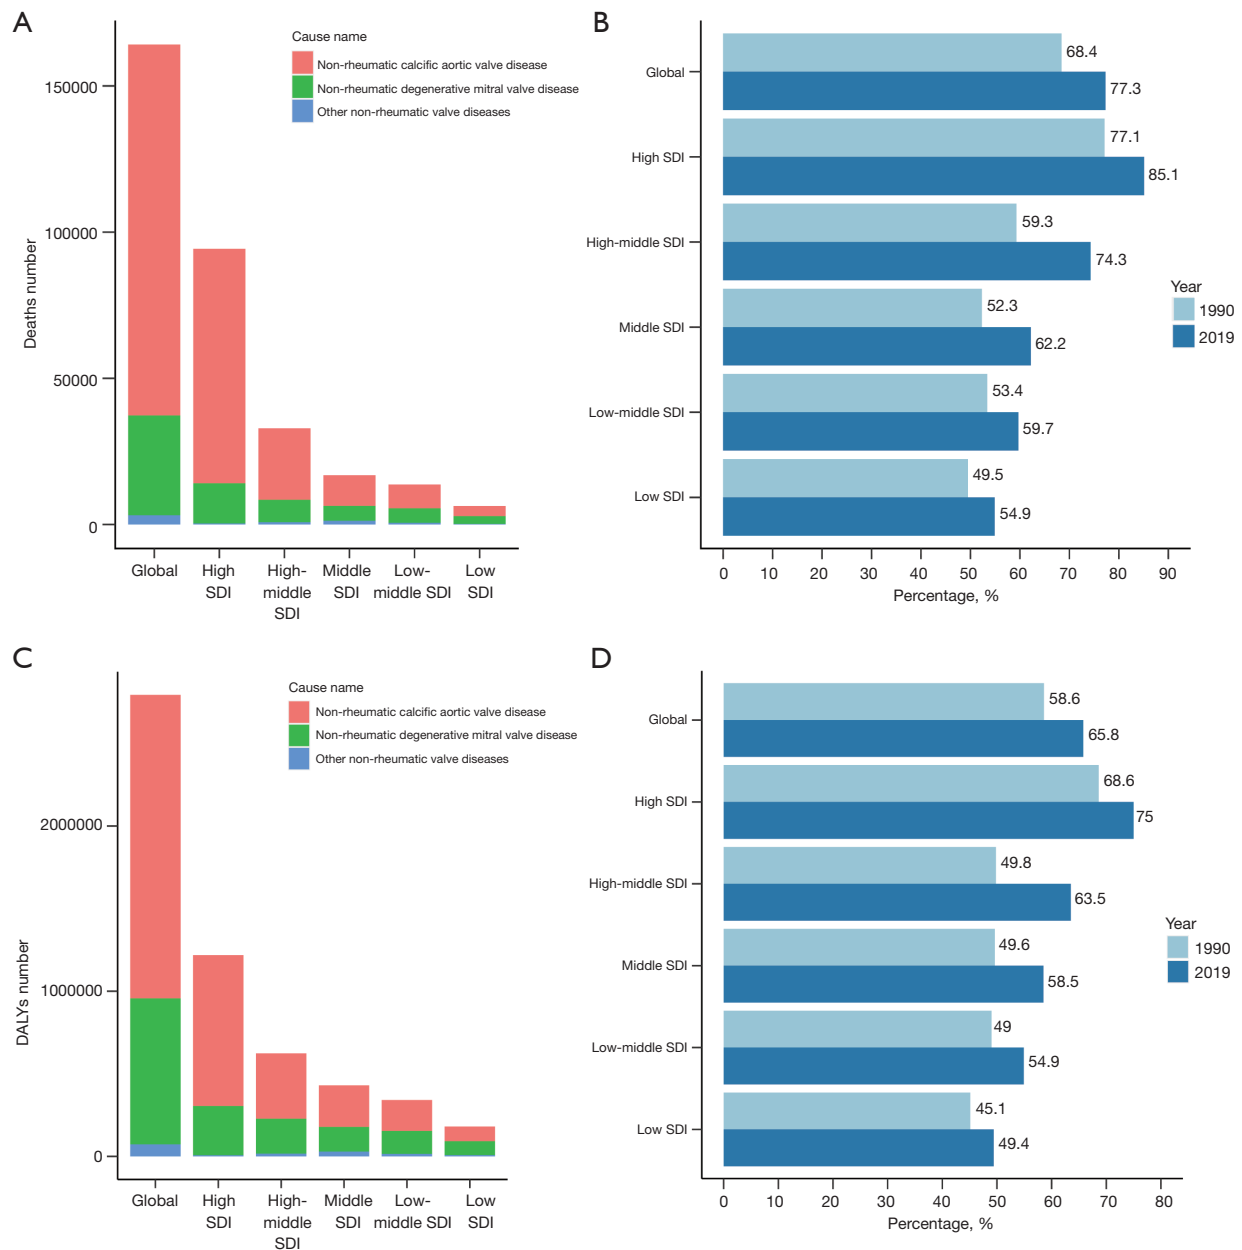 A
Cause name
Non-rheumatic calcific aortic valve disease
Non-rheumatic degenerative mitral valve disease
Other non-rheumatic valve diseases
Deaths number
150000
100000
50000
0
Global
High
SDI
High-
middle
SDI
Middle
SDI
Low-
middle SDI
Low
SDI
B
Global
High SDI
High-middle SDI
Middle SDI
Low-middle SDI
Low SDI
68.4
77.3
77.1
85.1
59.3
74.3
52.3
62.2
53.4
59.7
49.5
54.9
Year
1990
2019
0 10 20 30 40 50 60 70 80 90
Percentage, %
C
Cause name
Non-rheumatic calcific aortic valve disease
Non-rheumatic degenerative mitral valve disease
Other non-rheumatic valve diseases
DALYs number
2000000
1000000
0
Global
High
SDI
High-
middle
SDI
Middle
SDI
Low-
middle SDI
Low
SDI
D
Global
High SDI
High-middle SDI
Middle SDI
Low-middle SDI
Low SDI
58.6
65.8
68.6
75
49.8
63.5
49.6
58.5
49
54.9
45.1
49.4
Year
1990
2019
0 10 20 30 40 50 60 70 80
Percentage, %